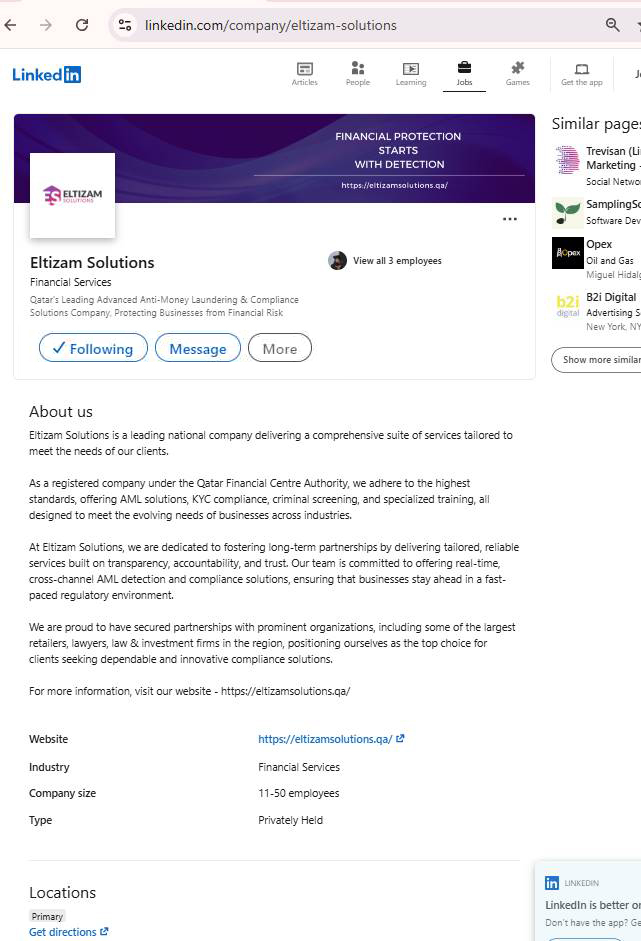 linkedin.com/company/eltizam-solutions
Linked in
Articles
People
Learning
Jobs
Games
Get the app
FINANCIAL PROTECTION
STARTS
WITH DETECTION
https://eltizamsolutions.qa/
ES ELTIZAM
SOLUTIONS
Eltizam Solutions
Financial Services
Qatar's Leading Advanced Anti-Money Laundering & Compliance
Solutions Company, Protecting Businesses from Financial Risk
View all 3 employees
Following
Message
More
About us
Eltizam Solutions is a leading national company delivering a comprehensive suite of services tailored to
meet the needs of our clients.
As a registered company under the Qatar Financial Centre Authority, we adhere to the highest
standards, offering AML solutions, KYC compliance, criminal screening, and specialized training, all
designed to meet the evolving needs of businesses across industries.
At Eltizam Solutions, we are dedicated to fostering long-term partnerships by delivering tailored, reliable
services built on transparency, accountability, and trust. Our team is committed to offering real-time,
cross-channel AML detection and compliance solutions, ensuring that businesses stay ahead in a fast-
paced regulatory environment.
We are proud to have secured partnerships with prominent organizations, including some of the largest
retailers, lawyers, law & investment firms in the region, positioning ourselves as the top choice for
clients seeking dependable and innovative compliance solutions.
For more information, visit our website - https://eltizamsolutions.qa/
Website https://eltizamsolutions.qa/
Industry Financial Services
Company size 11-50 employees
Type Privately Held
Locations
Primary
Get directions
Similar pages
Trevisan (Li
Marketing -
Social Netwo
SamplingSo
Software Dev
Opex
Opex
Oil and Gas
Miguel Hidalg
b2i
digital
B2i Digital
Advertising S
New York, NY
Show more similar
in LINKEDIN
LinkedIn is better on
Don't have the app? Ge